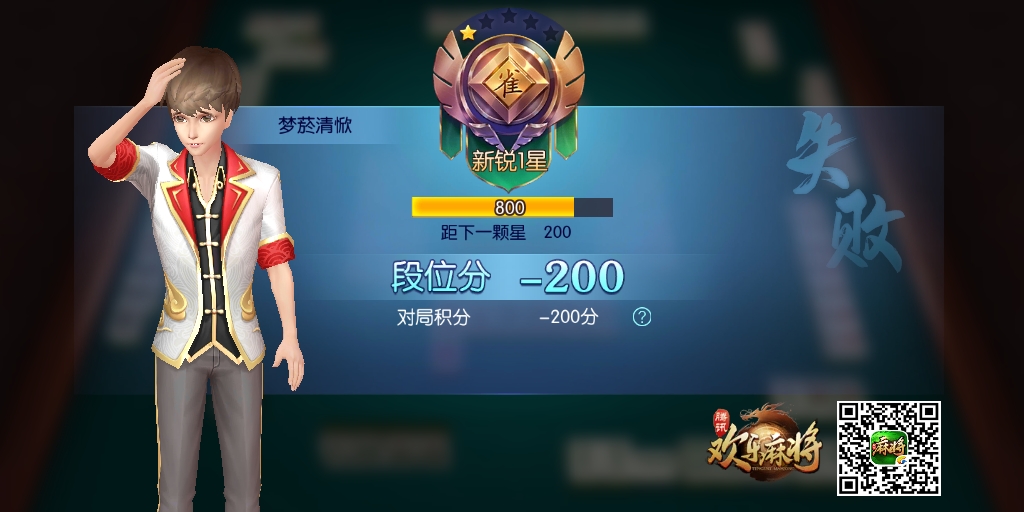 雀
新锐1星
梦菸清慀
800
距下一颗星 200
段位分 -200
对局积分 -200分 ?
失败
腾讯
欢乐麻将
麻将